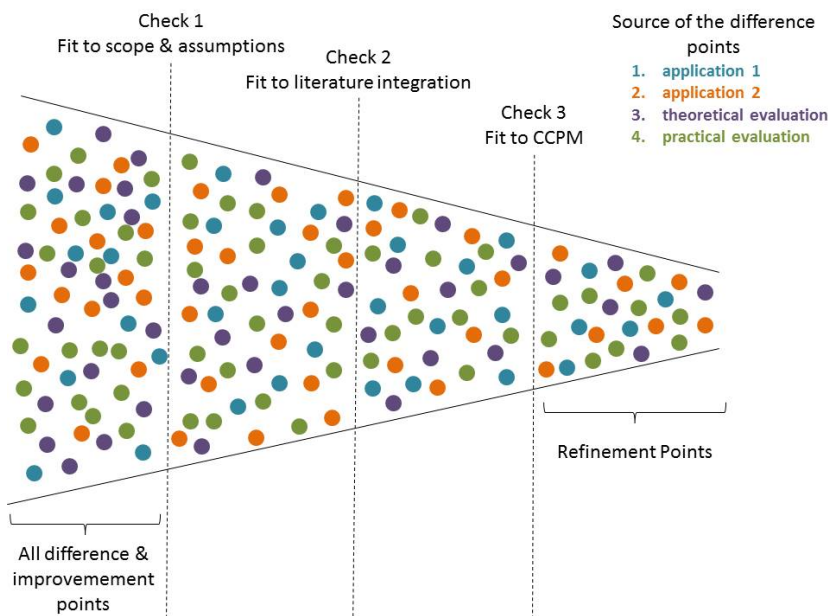 Check 1
Fit to scope & assumptions
Check 2
Fit to literature integration
Check 3
Fit to CCPM
Source of the difference
points
1. application 1
2. application 2
3. theoretical evaluation
4. practical evaluation
Refinement Points
All difference &
improvemement
points